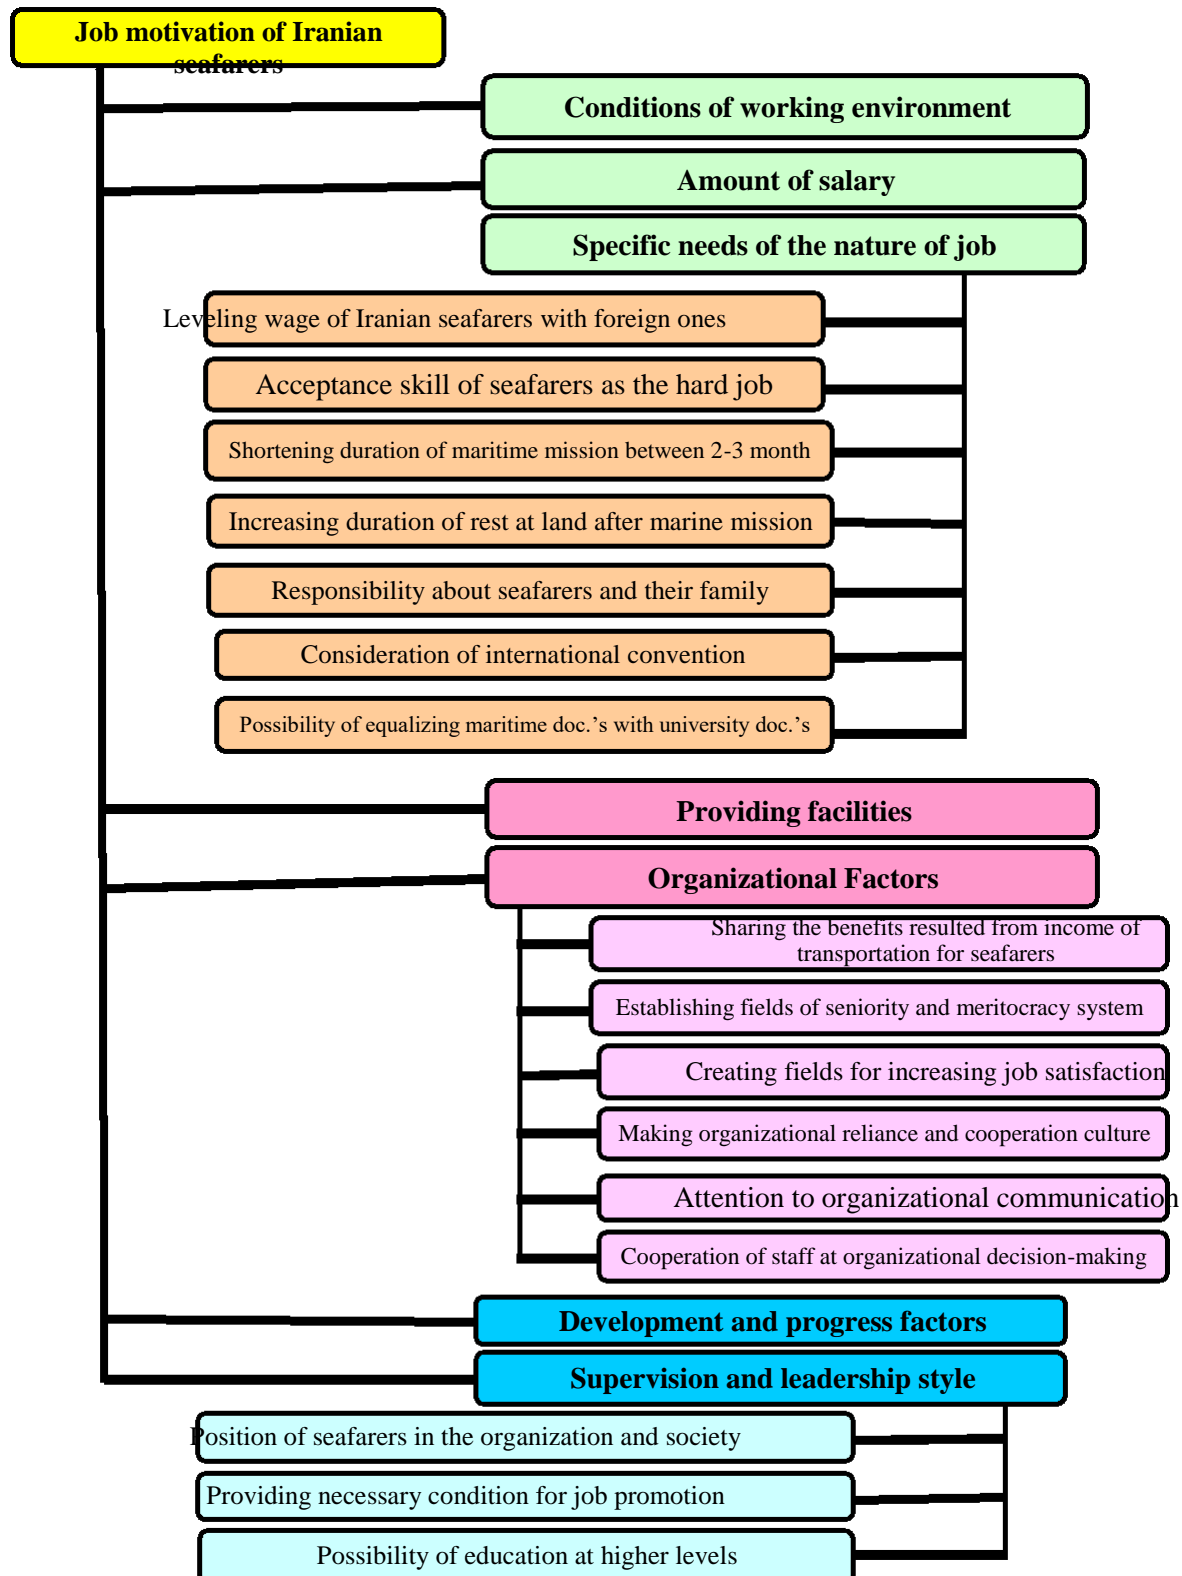 Job motivation of Iranian
seafarers
Conditions of working environment
Amount of salary
Specific needs of the nature of job
Leveling wage of Iranian seafarers with foreign ones
Acceptance skill of seafarers as the hard job
Shortening duration of maritime mission between 2-3 month
Increasing duration of rest at land after marine mission
Responsibility about seafarers and their family
Consideration of international convention
Possibility of equalizing maritime doc.’s with university doc.’s
Providing facilities
Organizational Factors
Sharing the benefits resulted from income of
transportation for seafarers
Establishing fields of seniority and meritocracy system
Creating fields for increasing job satisfaction
Making organizational reliance and cooperation culture
Attention to organizational communication
Cooperation of staff at organizational decision-making
Development and progress factors
Supervision and leadership style
Position of seafarers in the organization and society
Providing necessary condition for job promotion
Possibility of education at higher levels